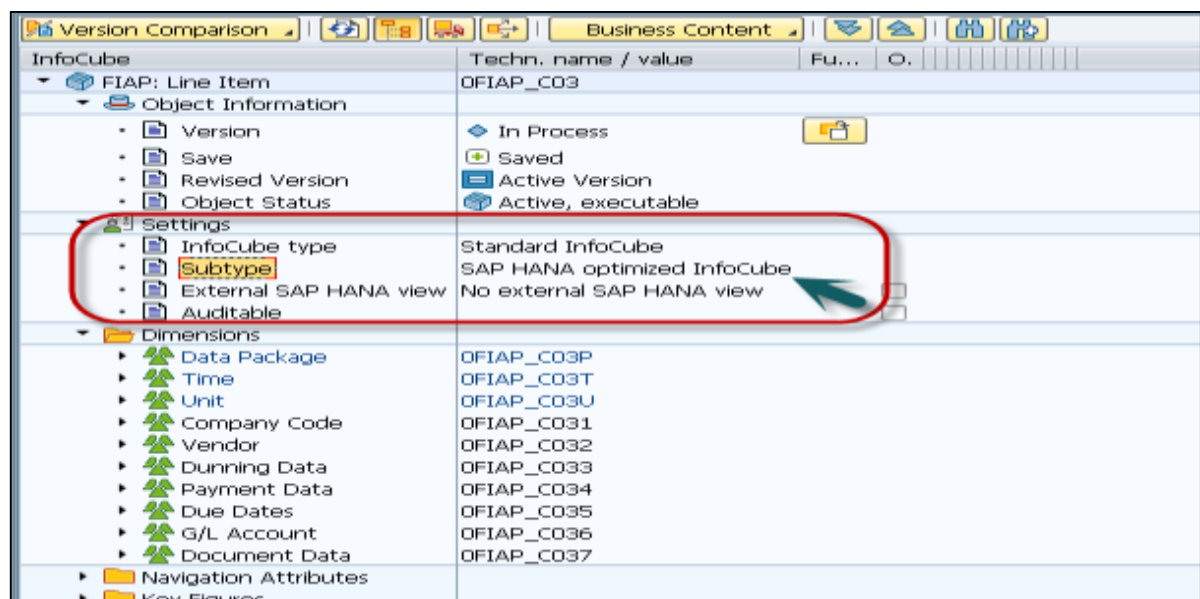 Version Comparison Business Content
InfoCube Techn. name / value Fu... O.
FIAP: Line Item 0FIAP_C03
Object Information
Version In Process
Save Saved
Revised Version Active Version
Object Status Active, executable
Settings
InfoCube type Standard InfoCube
Subtype SAP HANA optimized InfoCube
External SAP HANA view No external SAP HANA view
Auditable
Dimensions
Data Package 0FIAP_C03P
Time 0FIAP_C03T
Unit 0FIAP_C03U
Company Code 0FIAP_C031
Vendor 0FIAP_C032
Dunning Data 0FIAP_C033
Payment Data 0FIAP_C034
Due Dates 0FIAP_C035
G/L Account 0FIAP_C036
Document Data 0FIAP_C037
Navigation Attributes
Key Figures